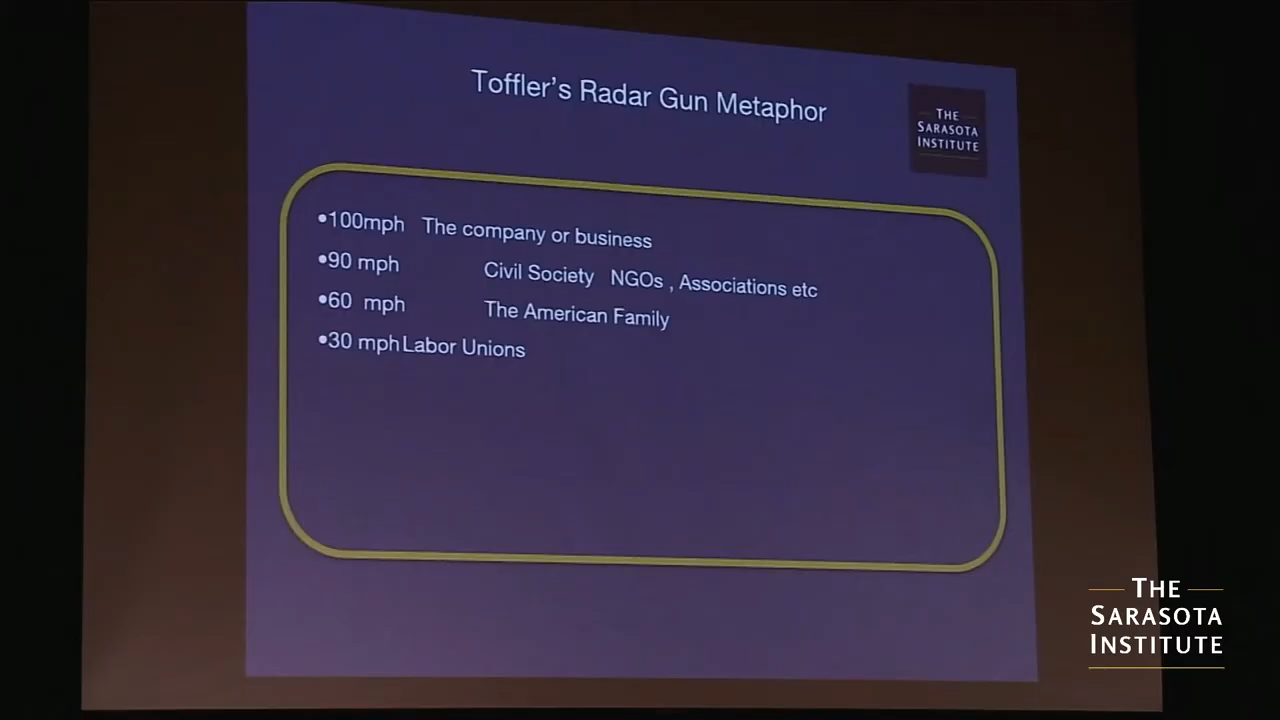 Toffler's Radar Gun Metaphor
THE
SARASOTA
INSTITUTE
•100mph The company or business
•90 mph Civil Society NGOs , Associations etc
•60 mph The American Family
•30 mph Labor Unions
THE
SARASOTA
INSTITUTE